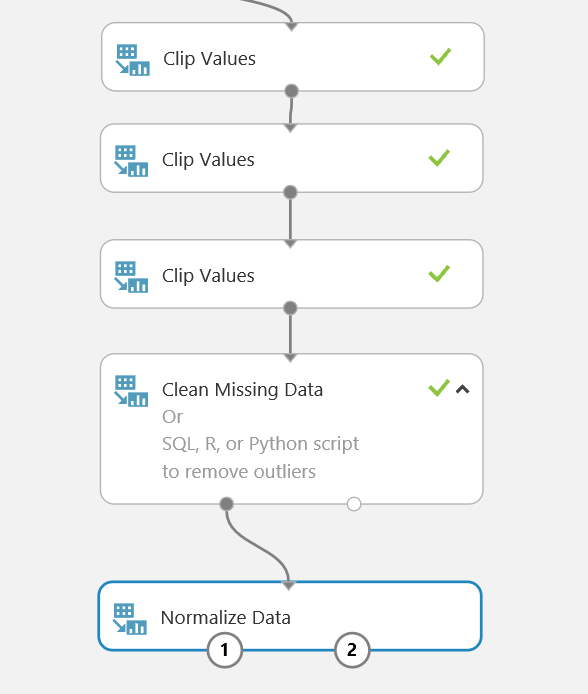 Clip Values
Clip Values
Clip Values
Clean Missing Data
Or
SQL, R, or Python script
to remove outliers
Normalize Data
1 2